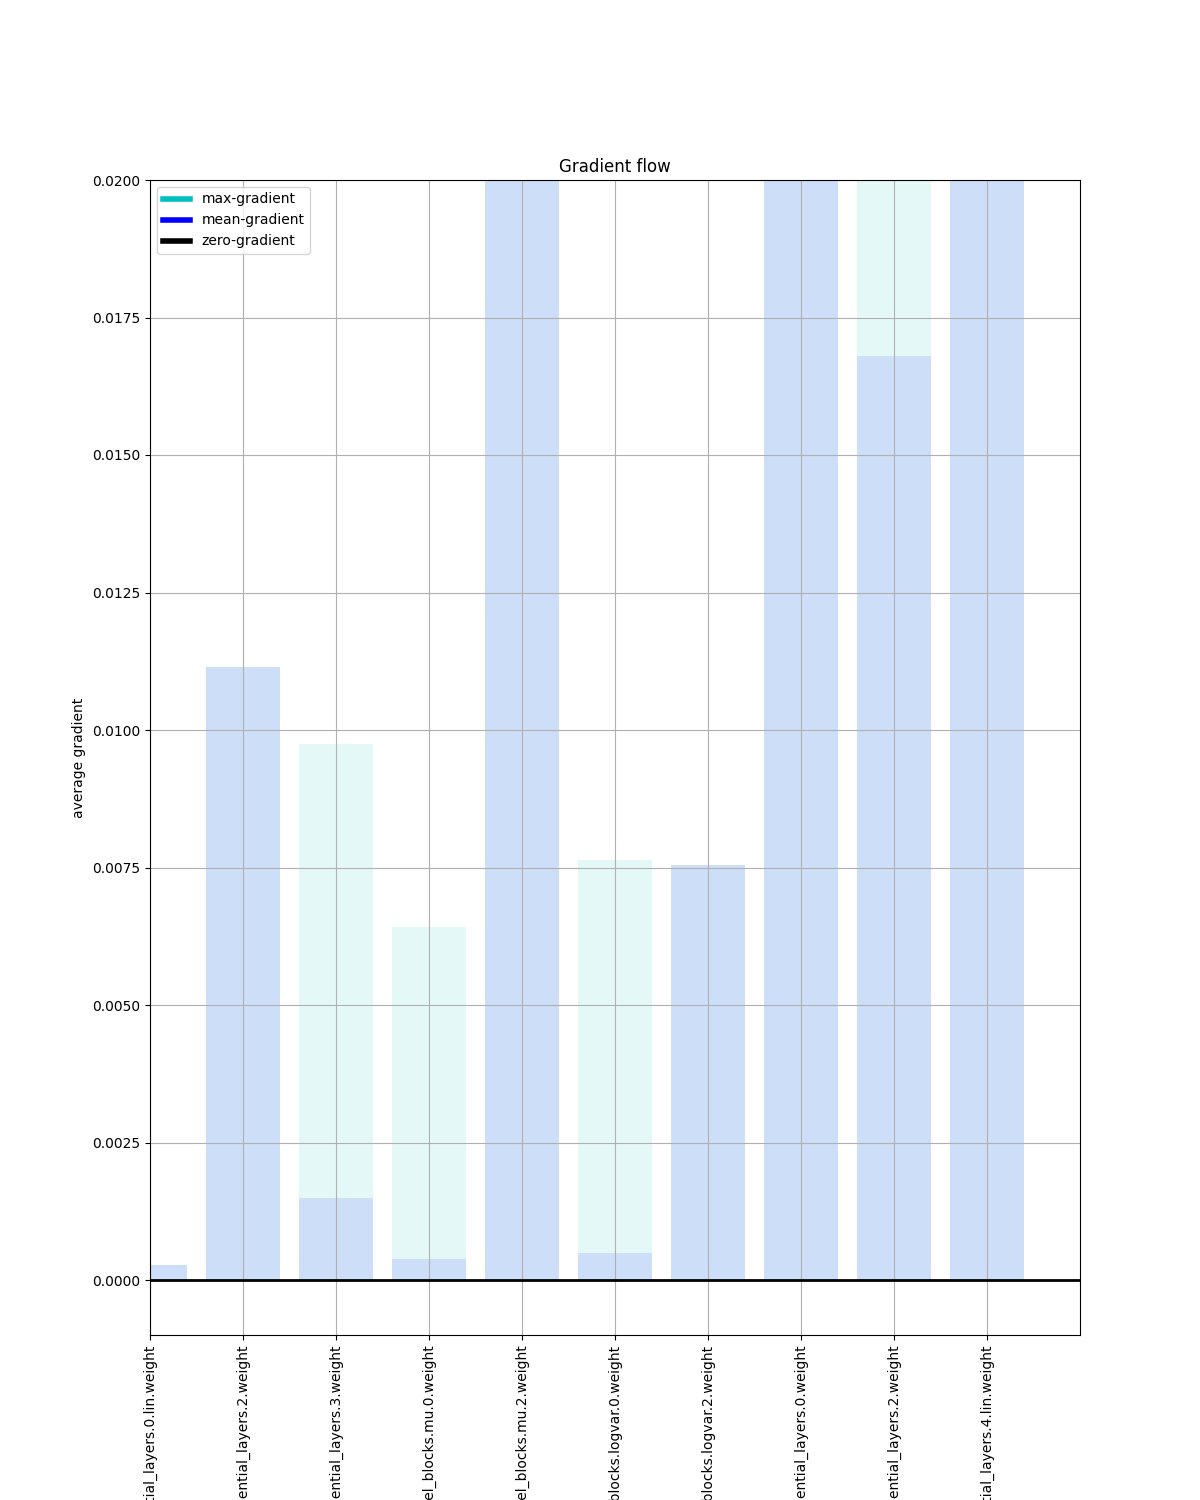 Gradient flow
max-gradient
mean-gradient
zero-gradient
0.0200
0.0175
0.0150
0.0125
0.0100
0.0075
0.0050
0.0025
0.0000
average gradient
tial_layers.0.lin.weight
ential_layers.2.weight
ential_layers.3.weight
el_blocks.mu.0.weight
el_blocks.mu.2.weight
blocks.logvar.0.weight
blocks.logvar.2.weight
ential_layers.0.weight
ential_layers.2.weight
tial_layers.4.lin.weight